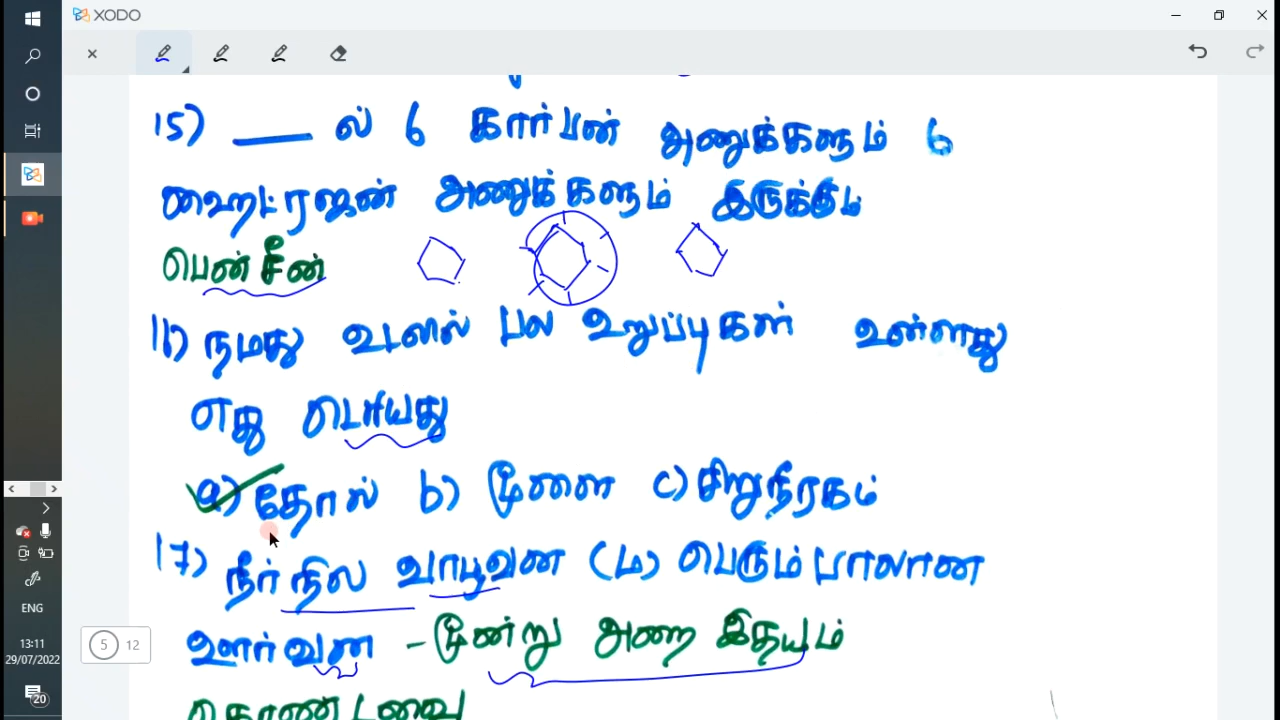 XODO
15) ____ ல் 6 கார்பன் அணுக்களும் 6
ஹைட்ரஜன் அணுக்களும் இருக்கும்
பென்சீன்
16) நமது உடலில் பல உறுப்புகள் உள்ளது
எது பெரியது
a) தோல் b) மூளை c) சிறுநீரகம்
17) நீர்நில வாழ்வன (ம) பெரும்பாலான
ஊர்வன - மூன்று அறை இதயம்
கொண்டவை
5 12
ENG
13:11
29/07/2022
20